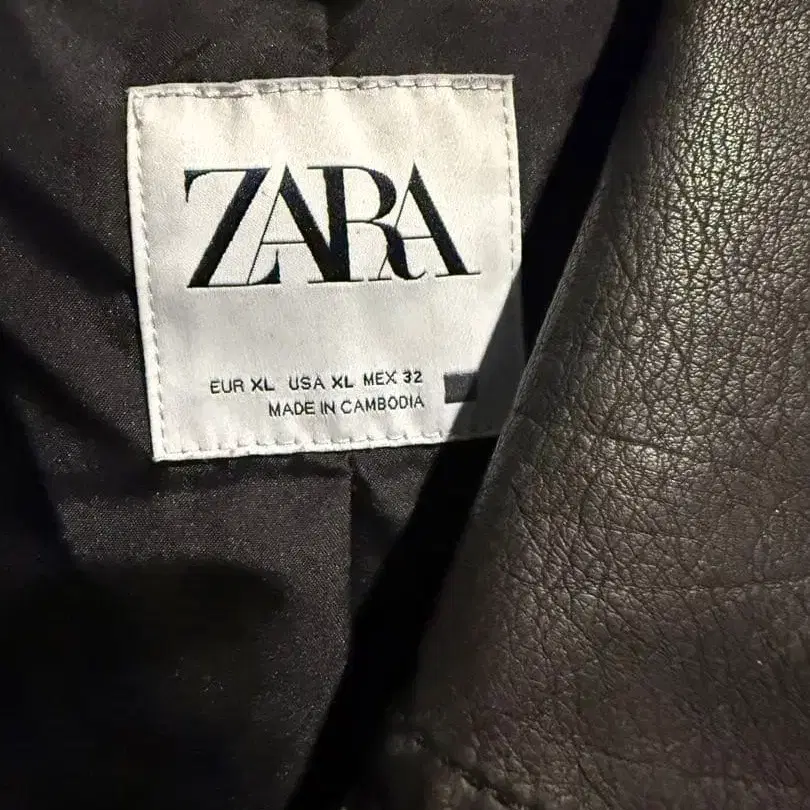 ZARA
EUR XL USA XL MEX 32
MADE IN CAMBODIA